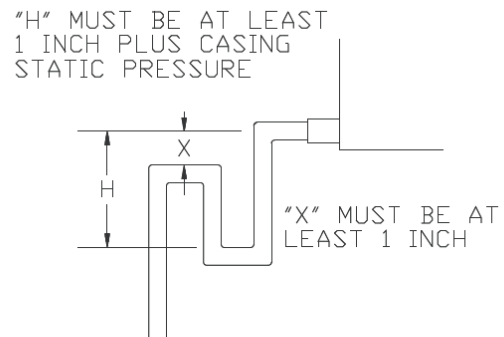 "H" MUST BE AT LEAST
1 INCH PLUS CASING
STATIC PRESSURE
X
H
"X" MUST BE AT
LEAST 1 INCH